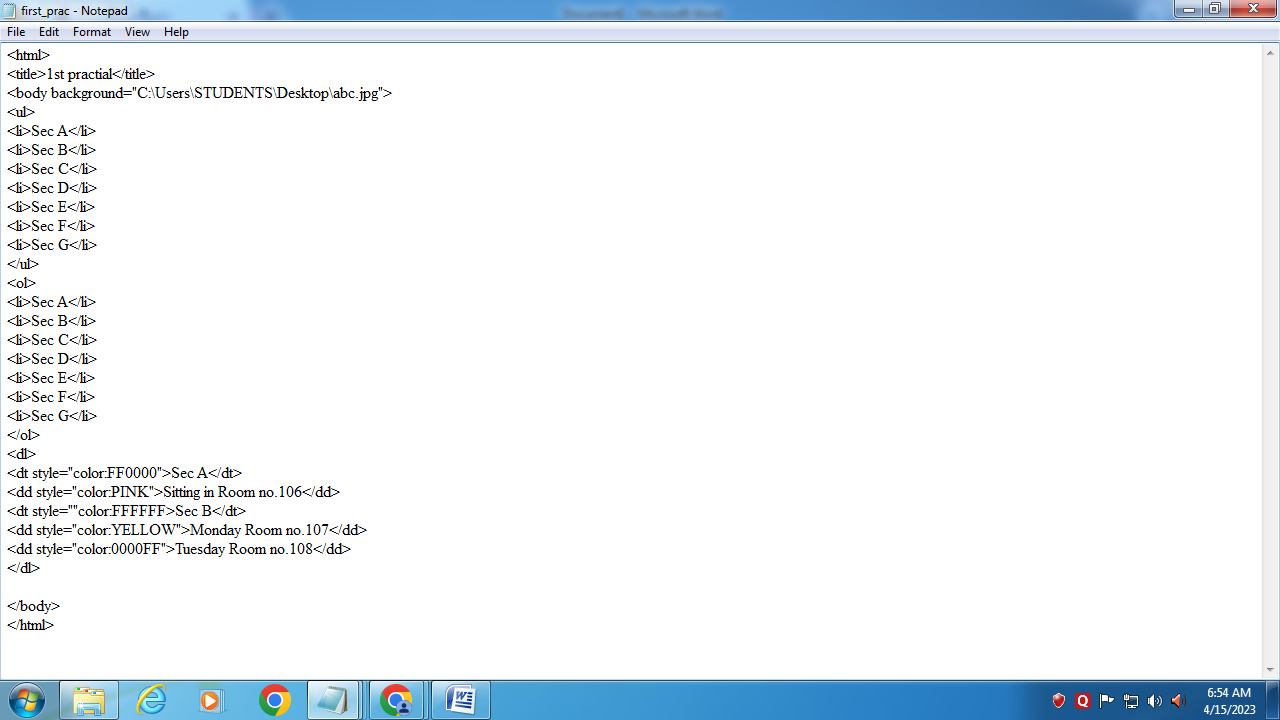 first_prac - Notepad
File Edit Format View Help
<html>
<title>1st practial</title>
<body background="C:\Users\STUDENTS\Desktop\abc.jpg">
<ul>
<li>Sec A</li>
<li>Sec B</li>
<li>Sec C</li>
<li>Sec D</li>
<li>Sec E</li>
<li>Sec F</li>
<li>Sec G</li>
</ul>
<ol>
<li>Sec A</li>
<li>Sec B</li>
<li>Sec C</li>
<li>Sec D</li>
<li>Sec E</li>
<li>Sec F</li>
<li>Sec G</li>
</ol>
<dl>
<dt style="color:FF0000">Sec A</dt>
<dd style="color:PINK">Sitting in Room no.106</dd>
<dt style=""color:FFFFFF>Sec B</dt>
<dd style="color:YELLOW">Monday Room no.107</dd>
<dd style="color:0000FF">Tuesday Room no.108</dd>
</dl>
</body>
</html>
6:54 AM
4/15/2023